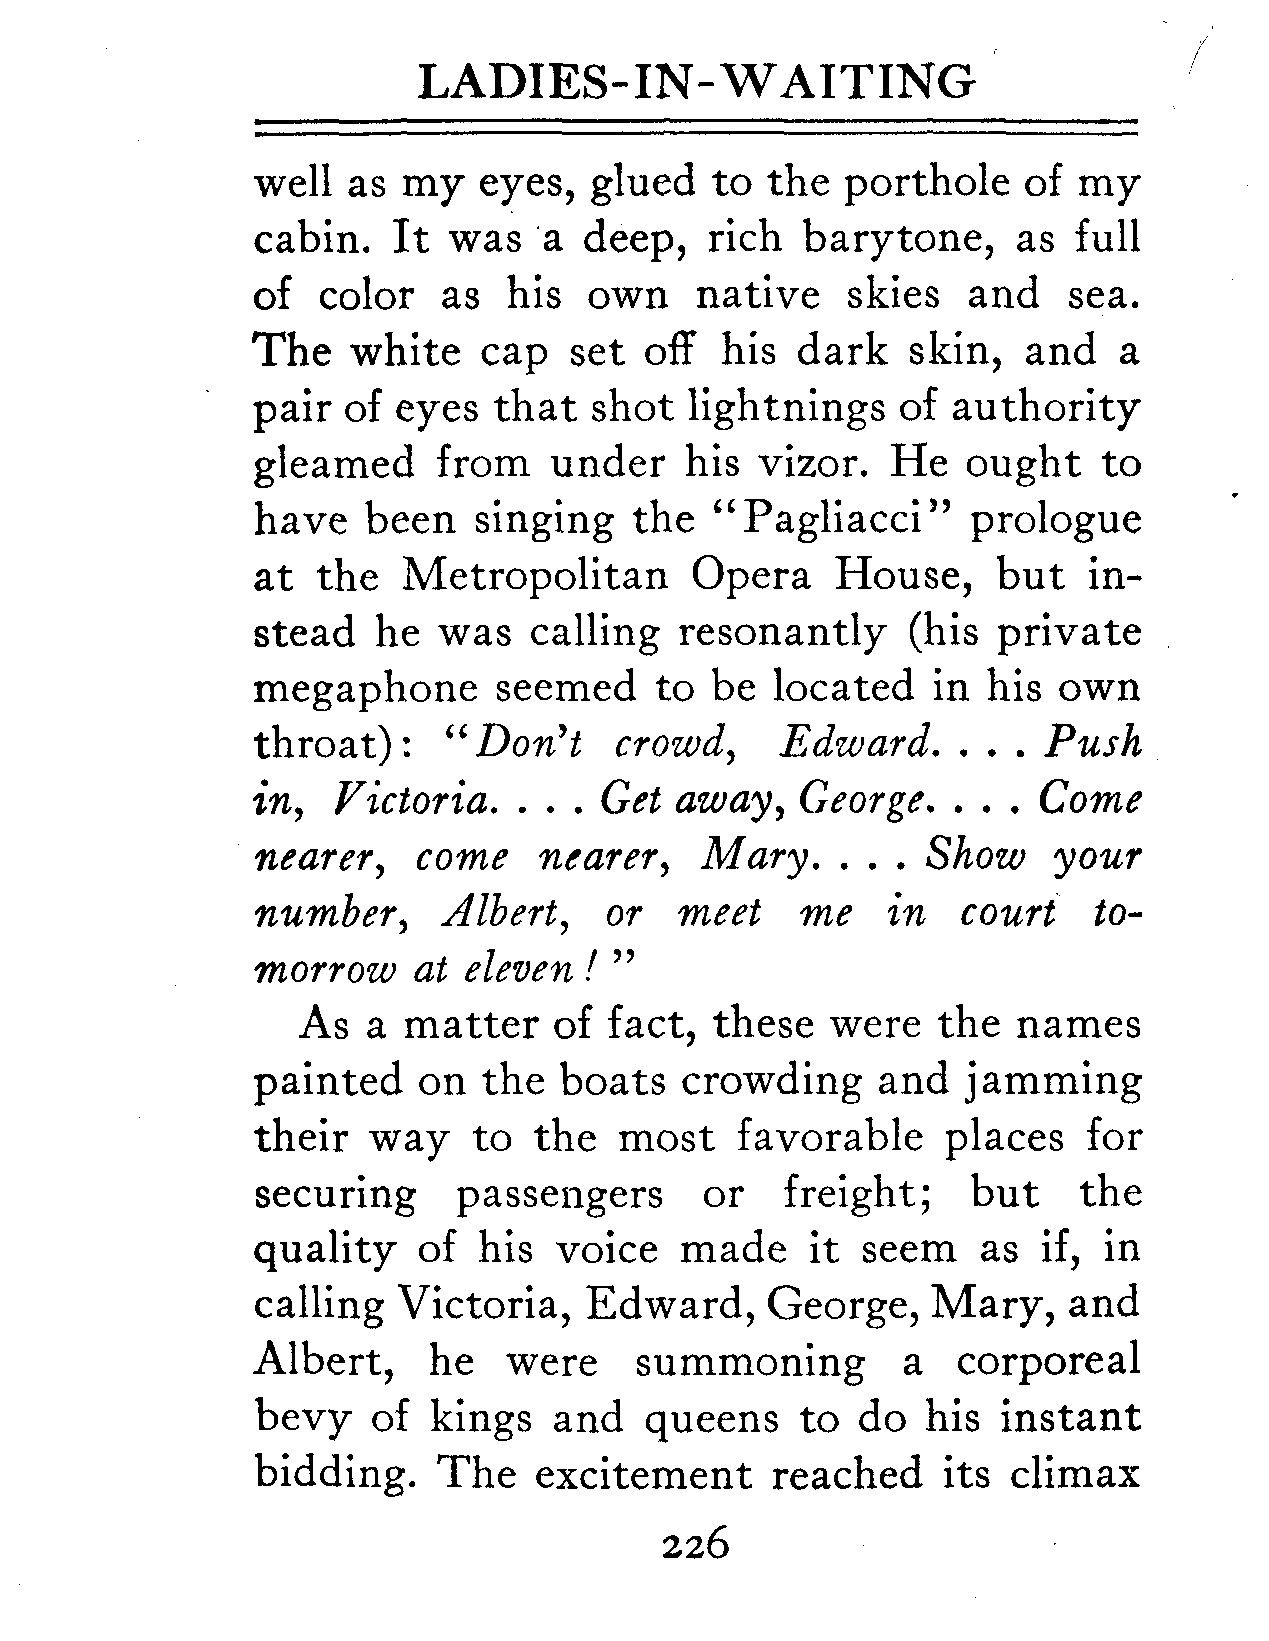 LADIES-IN-WAITING
well as my eyes, glued to the porthole of my
cabin. It was a deep, rich barytone, as full
of color as his own native skies and sea.
The white cap set off his dark skin, and a
pair of eyes that shot lightnings of authority
gleamed from under his vizor. He ought to
have been singing the "Pagliacci" prologue
at the Metropolitan Opera House, but in-
stead he was calling resonantly (his private
megaphone seemed to be located in his own
throat): "Don't crowd, Edward. . . . Push
in, Victoria. . . . Get away, George. . . . Come
nearer, come nearer, Mary. . . . Show your
number, Albert, or meet me in court to-
morrow at eleven!"
As a matter of fact, these were the names
painted on the boats crowding and jamming
their way to the most favorable places for
securing passengers or freight; but the
quality of his voice made it seem as if, in
calling Victoria, Edward, George, Mary, and
Albert, he were summoning a corporeal
bevy of kings and queens to do his instant
bidding. The excitement reached its climax
226